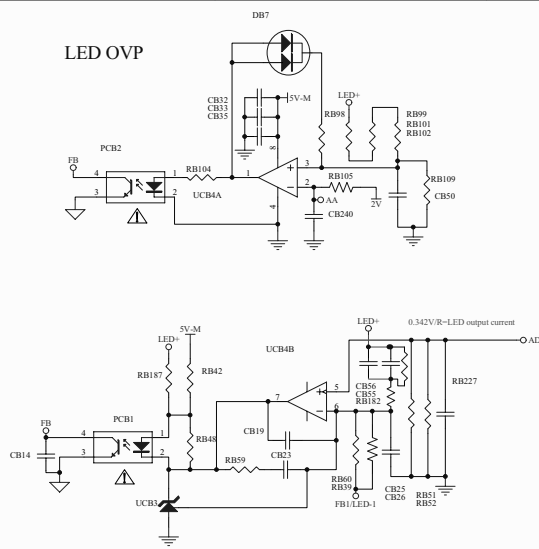 DB7
LED OVP
CB32
CB33
CB35
5V-M
LED+
RB98
RB99
RB101
RB102
8
PCB2
FB
4
3
1
2
RB104
1
UCB4A
3
2
4
RB105
AA
2V
CB240
RB109
CB50
LED+
0.342V/R=LED output current
5V-M
LED+
AD
UCB4B
RB187
RB42
7
5
6
CB56
CB55
RB182
RB227
FB
PCB1
4
3
1
2
CB14
RB48
CB19
CB23
RB59
RB60
RB39
CB25
CB26
RB51
RB52
UCB3
FB1/LED-1